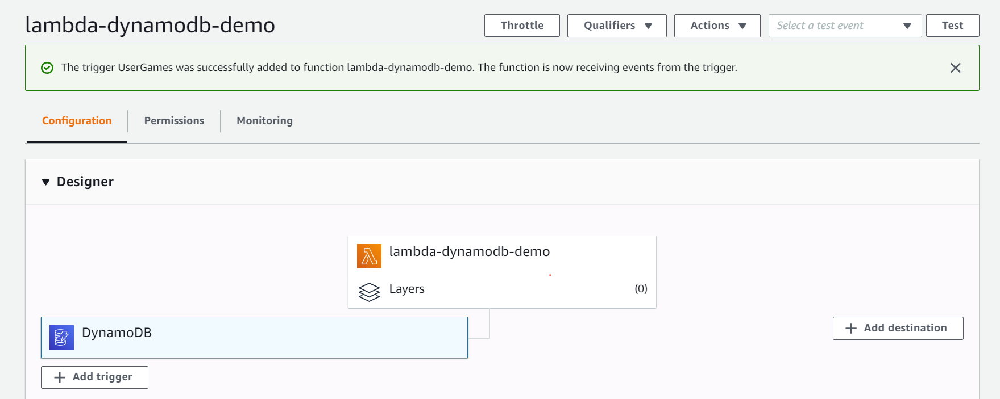 lambda-dynamodb-demo
Throttle
Qualifiers
Actions
Select a test event
Test
The trigger UserGames was successfully added to function lambda-dynamodb-demo. The function is now receiving events from the trigger.
Configuration
Permissions
Monitoring
Designer
lambda-dynamodb-demo
Layers
(0)
DynamoDB
Add destination
Add trigger